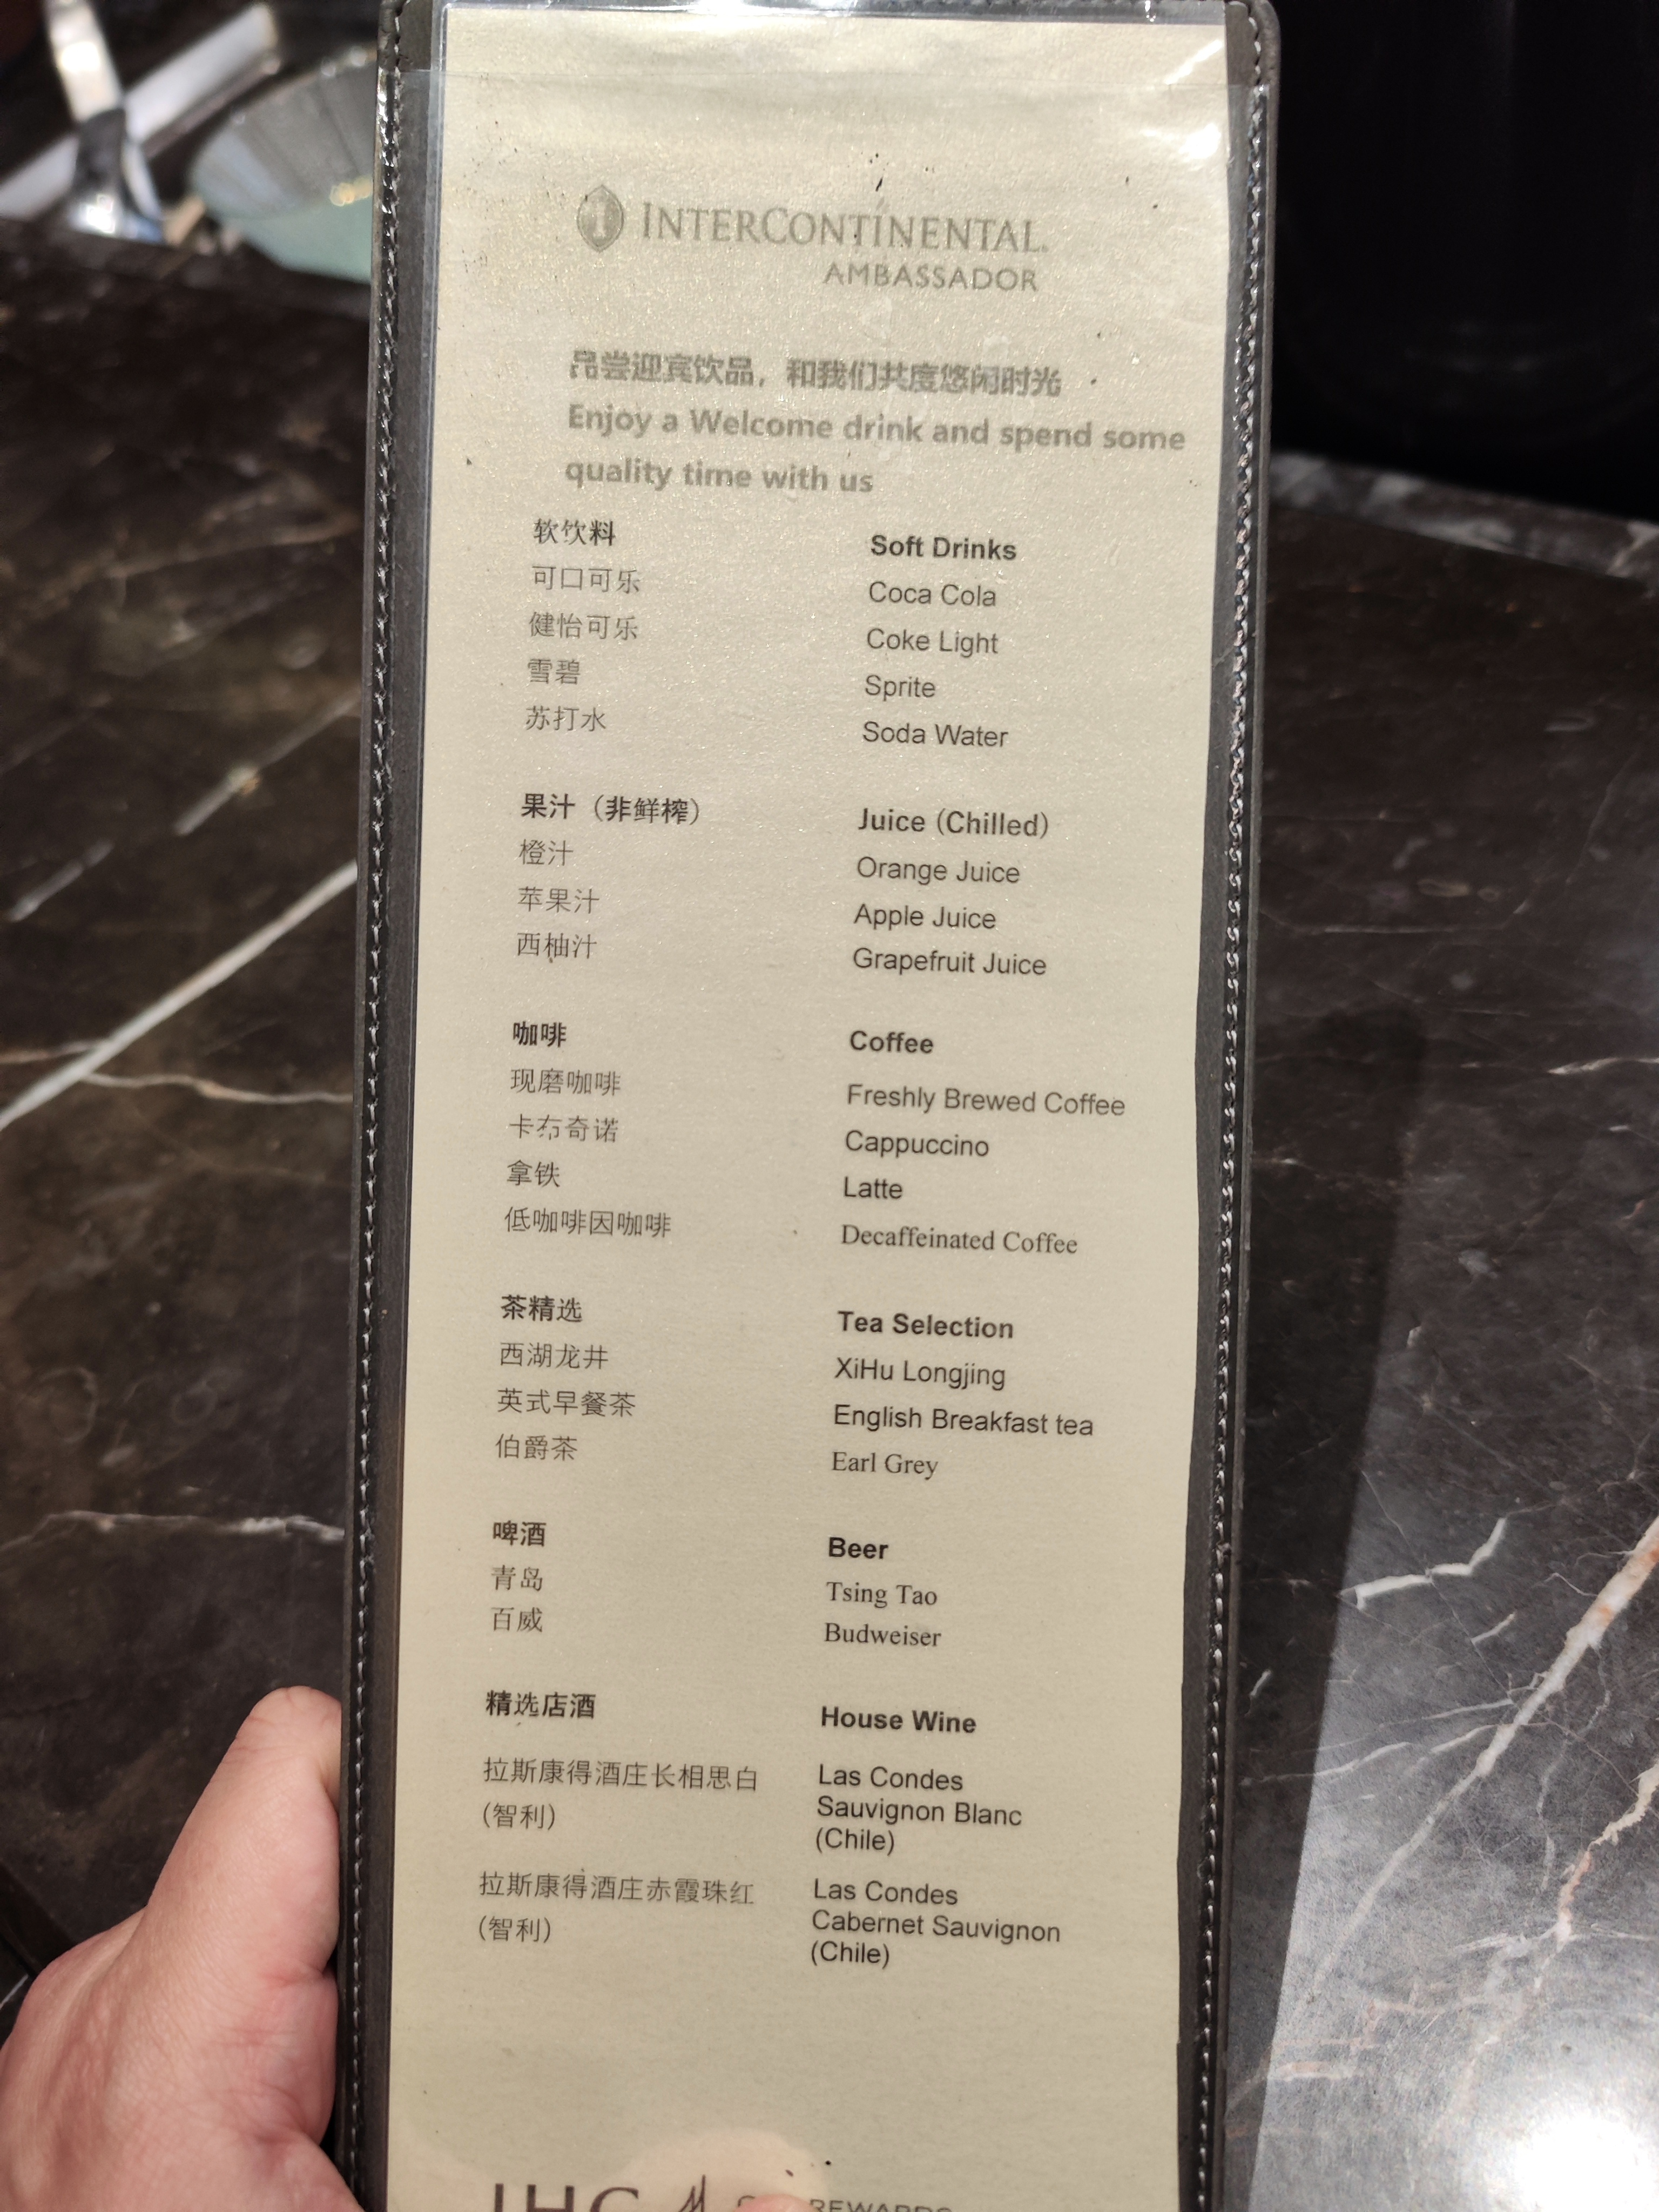 INTERCONTINENTAL.
AMBASSADOR
品尝迎宾饮品，和我们共度悠闲时光
Enjoy a Welcome drink and spend some
quality time with us
软饮料 Soft Drinks
可口可乐 Coca Cola
健怡可乐 Coke Light
雪碧 Sprite
苏打水 Soda Water
果汁（非鲜榨） Juice (Chilled)
橙汁 Orange Juice
苹果汁 Apple Juice
西柚汁 Grapefruit Juice
咖啡 Coffee
现磨咖啡 Freshly Brewed Coffee
卡布奇诺 Cappuccino
拿铁 Latte
低咖啡因咖啡 Decaffeinated Coffee
茶精选 Tea Selection
西湖龙井 XiHu Longjing
英式早餐茶 English Breakfast tea
伯爵茶 Earl Grey
啤酒 Beer
青岛 Tsing Tao
百威 Budweiser
精选店酒 House Wine
拉斯康得酒庄长相思白 Las Condes
(智利) Sauvignon Blanc
(Chile)
拉斯康得酒庄赤霞珠红 Las Condes
(智利) Cabernet Sauvignon
(Chile)
IHG REWARDS